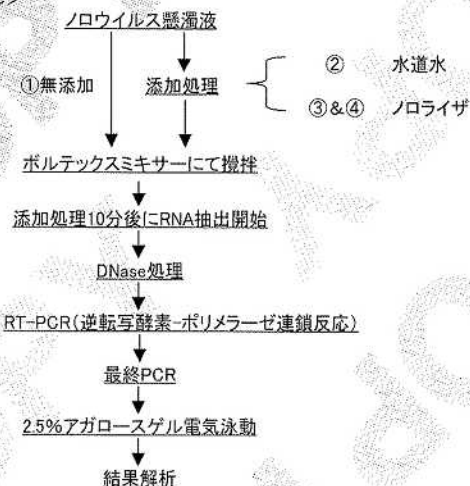 ノロウイルス懸濁液
①無添加
添加処理
② 水道水
③&④ ノロライザ
ボルテックスミキサーにて攪拌
添加処理10分後にRNA抽出開始
DNase処理
RT-PCR(逆転写酵素-ポリメラーゼ連鎖反応)
最終PCR
2.5%アガロースゲル電気泳動
結果解析